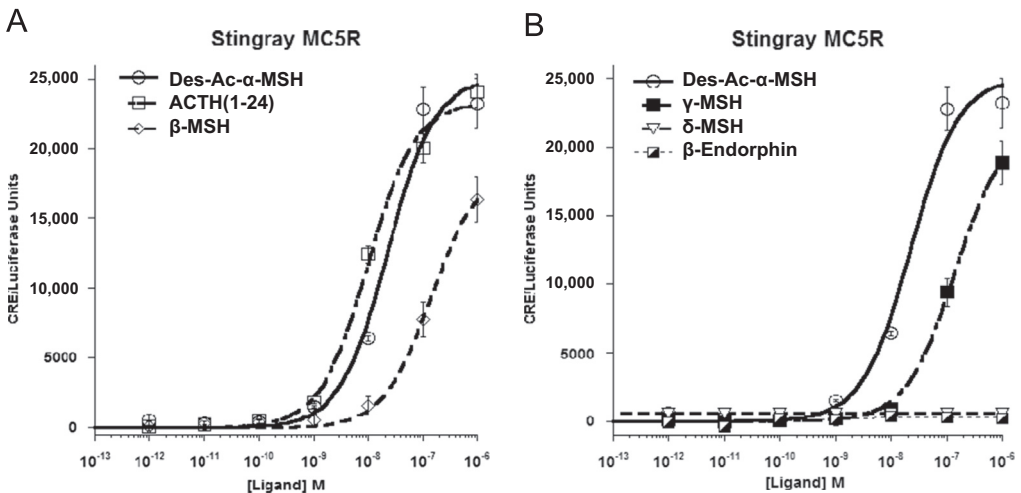 A
Stingray MC5R
Des-Ac-α-MSH
ACTH(1-24)
β-MSH
25,000
20,000
15,000
10,000
5000
0
CRE/Luciferase Units
10-13 10-12 10-11 10-10 10-9 10-8 10-7 10-6
[Ligand] M
B
Stingray MC5R
Des-Ac-α-MSH
γ-MSH
δ-MSH
β-Endorphin
25,000
20,000
15,000
10,000
5000
0
CRE/Luciferase Units
10-13 10-12 10-11 10-10 10-9 10-8 10-7 10-6
[Ligand] M